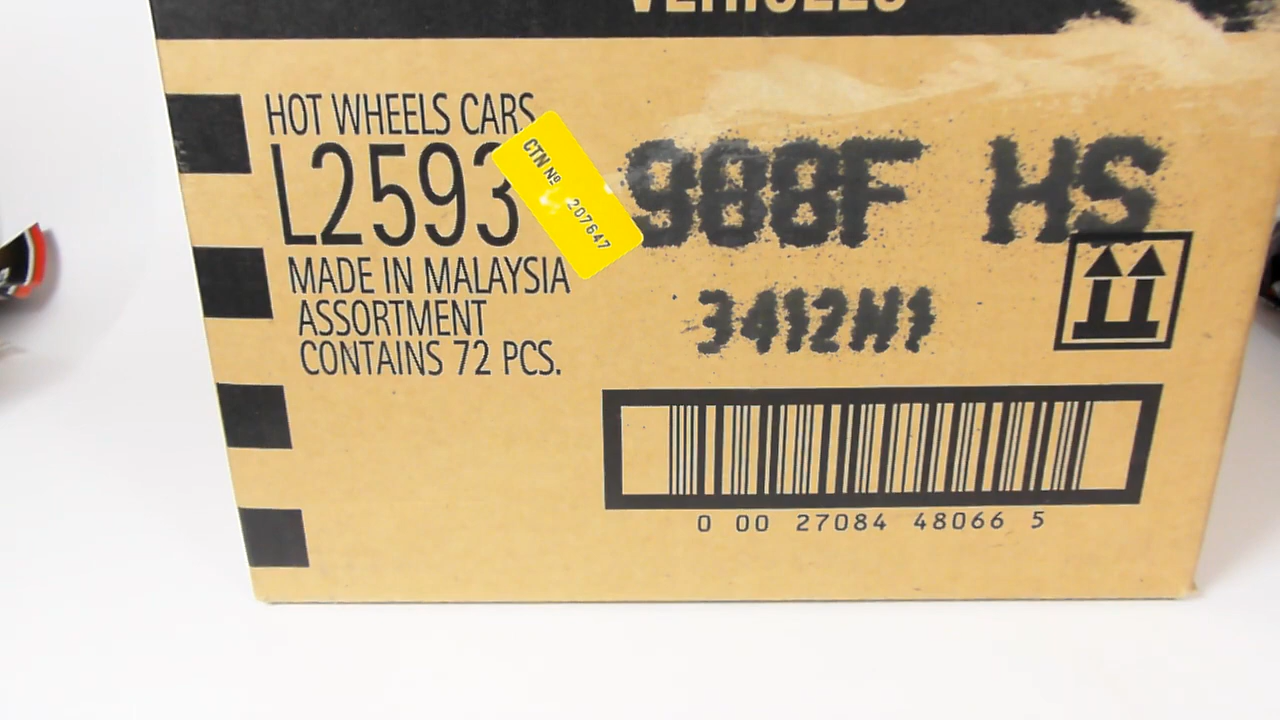 VEHICLES
HOT WHEELS CARS
L2593
MADE IN MALAYSIA
ASSORTMENT
CONTAINS 72 PCS.
CTN Nº 207647
988F HS
3412H1
0 00 27084 48066 5